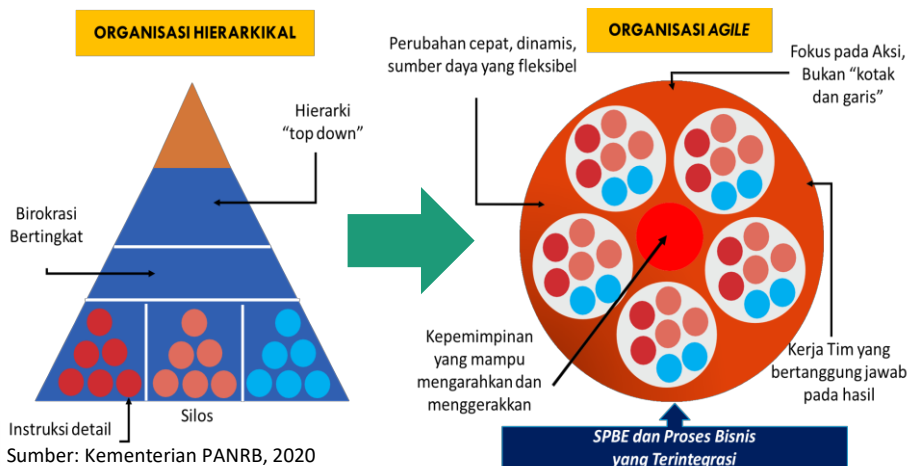 ORGANISASI HIERARKIKAL
Hierarki
“top down”
Birokrasi
Bertingkat
Silos
Instruksi detail
Sumber: Kementerian PANRB, 2020
ORGANISASI AGILE
Perubahan cepat, dinamis,
sumber daya yang fleksibel
Fokus pada Aksi,
Bukan “kotak
dan garis”
Kepemimpinan
yang mampu
mengarahkan dan
menggerakkan
Kerja Tim yang
bertanggung jawab
pada hasil
SPBE dan Proses Bisnis
yang Terintegrasi